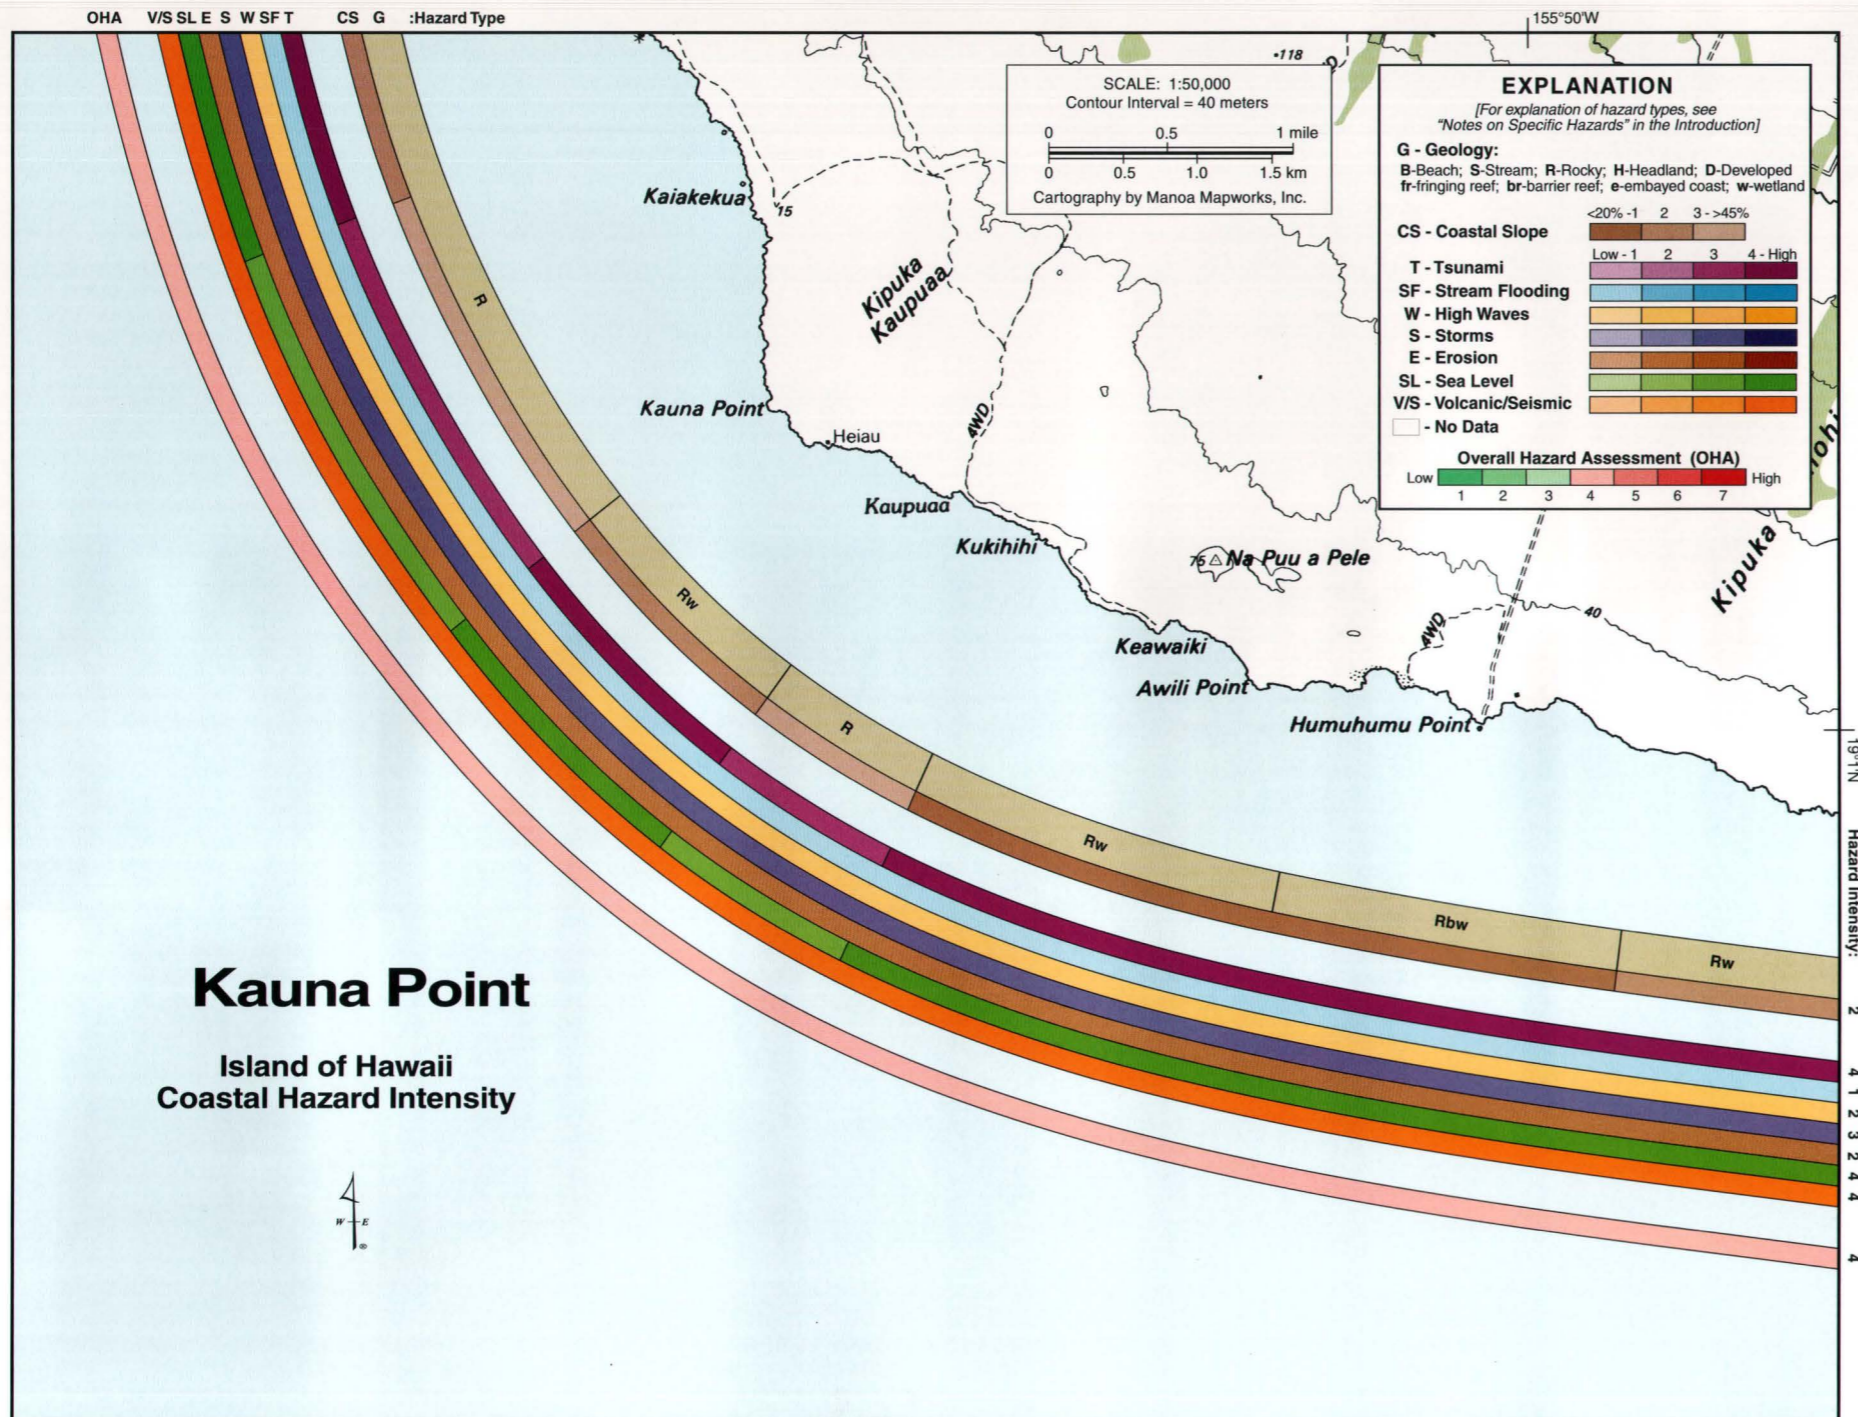 OHA V/S SL E S W SF T CS G :Hazard Type
155°50'W
118
SCALE: 1:50,000
Contour Interval = 40 meters
0 0.5 1 mile
0 0.5 1.0 1.5 km
Cartography by Manoa Mapworks, Inc.
EXPLANATION
[For explanation of hazard types, see
"Notes on Specific Hazards" in the Introduction]
G - Geology:
B-Beach; S-Stream; R-Rocky; H-Headland; D-Developed
fr-fringing reef; br-barrier reef; e-embayed coast; w-wetland
<20% -1 2 3 - >45%
CS - Coastal Slope
Low - 1 2 3 4 - High
T - Tsunami
SF - Stream Flooding
W - High Waves
S - Storms
E - Erosion
SL - Sea Level
V/S - Volcanic/Seismic
- No Data
Overall Hazard Assessment (OHA)
Low High
1 2 3 4 5 6 7
Kaiakekua
15
Kipuka
Kaupuaa
R
Kauna Point
Heiau
4WD
Kaupuaa
Kukihihi
75 Na Puu a Pele
Kipuka
40
4WD
Rw
Keawaiki
Awili Point
Humuhumu Point
R
19°1'N
Rw
Rbw
Rw
Hazard Intensity:
2
4
1
2
3
2
4
4
4
Kauna Point
Island of Hawaii
Coastal Hazard Intensity
W E